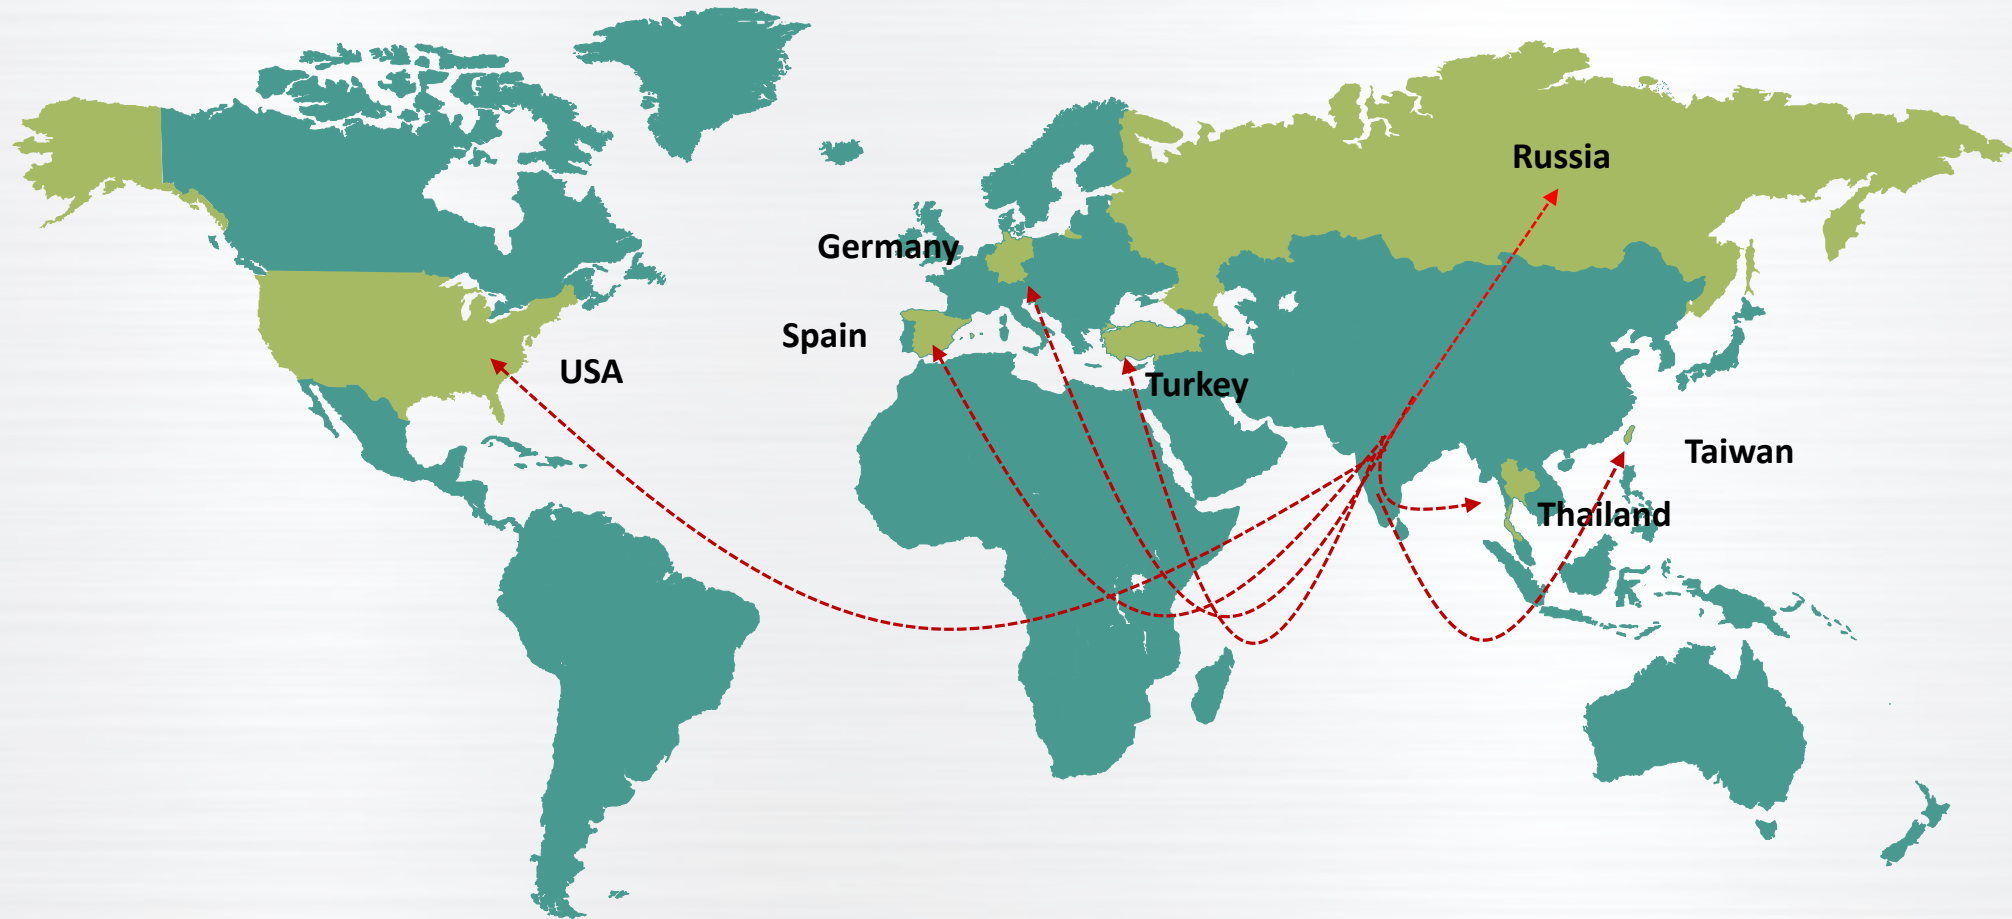 Russia
Germany
Spain
USA
Turkey
Taiwan
Thailand